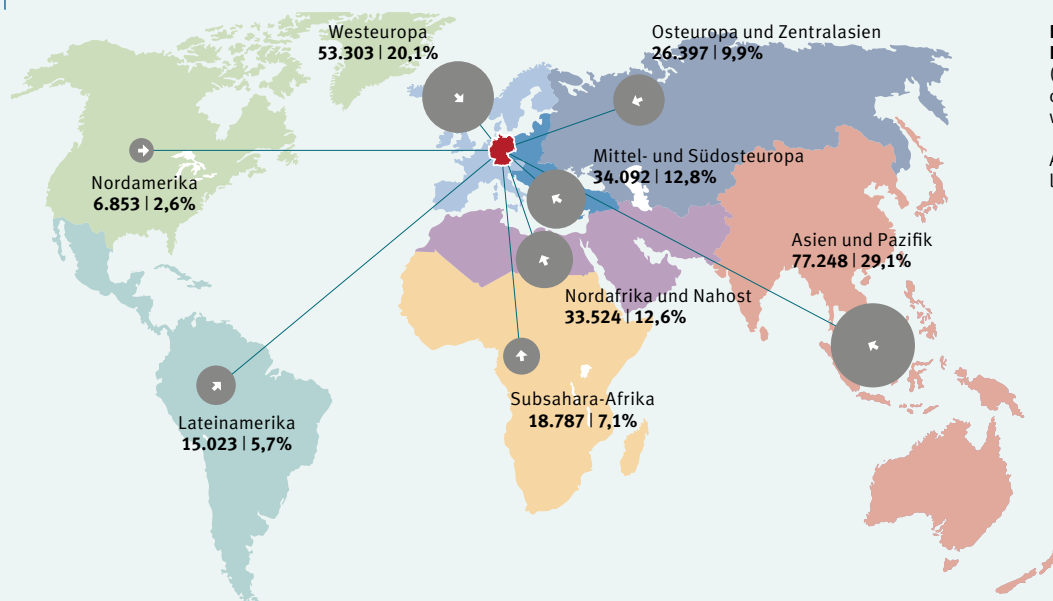 Westeuropa
53.303 | 20,1%
Osteuropa und Zentralasien
26.397 | 9,9%
Mittel- und Südosteuropa
34.092 | 12,8%
Nordamerika
6.853 | 2,6%
Asien und Pazifik
77.248 | 29,1%
Nordafrika und Nahost
33.524 | 12,6%
Subsahara-Afrika
18.787 | 7,1%
Lateinamerika
15.023 | 5,7%